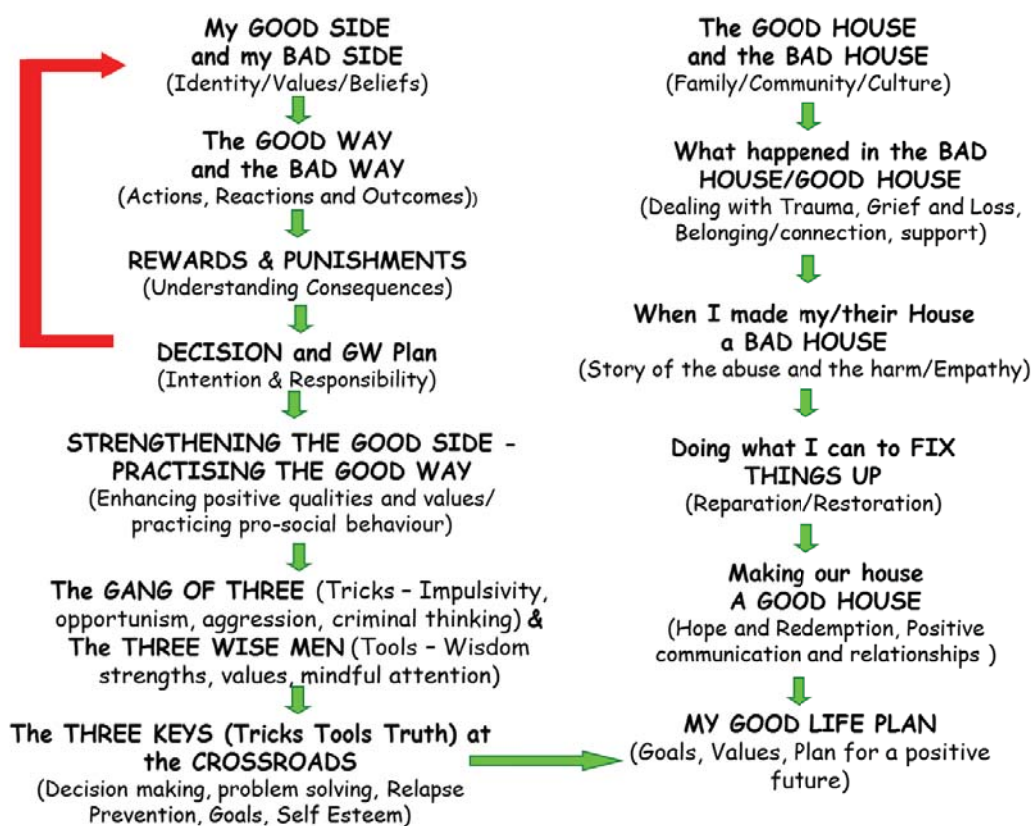 My GOOD SIDE
and my BAD SIDE
(Identity/Values/Beliefs)
The GOOD WAY
and the BAD WAY
(Actions, Reactions and Outcomes))
REWARDS & PUNISHMENTS
(Understanding Consequences)
DECISION and GW Plan
(Intention & Responsibility)
STRENGTHENING THE GOOD SIDE –
PRACTISING THE GOOD WAY
(Enhancing positive qualities and values/
practicing pro-social behaviour)
The GANG OF THREE (Tricks – Impulsivity,
opportunism, aggression, criminal thinking) &
The THREE WISE MEN (Tools – Wisdom
strengths, values, mindful attention)
The THREE KEYS (Tricks Tools Truth) at
the CROSSROADS
(Decision making, problem solving, Relapse
Prevention, Goals, Self Esteem)
The GOOD HOUSE
and the BAD HOUSE
(Family/Community/Culture)
What happened in the BAD
HOUSE/GOOD HOUSE
(Dealing with Trauma, Grief and Loss,
Belonging/connection, support)
When I made my/their House
a BAD HOUSE
(Story of the abuse and the harm/Empathy)
Doing what I can to FIX
THINGS UP
(Reparation/Restoration)
Making our house
A GOOD HOUSE
(Hope and Redemption, Positive
communication and relationships )
MY GOOD LIFE PLAN
(Goals, Values, Plan for a positive
future)